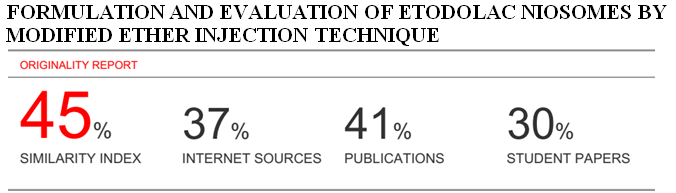 FORMULATION AND EVALUATION OF ETODOLAC NIOSOMES BY
MODIFIED ETHER INJECTION TECHNIQUE
ORIGINALITY REPORT
45% 37% 41% 30%
SIMILARITY INDEX INTERNET SOURCES PUBLICATIONS STUDENT PAPERS